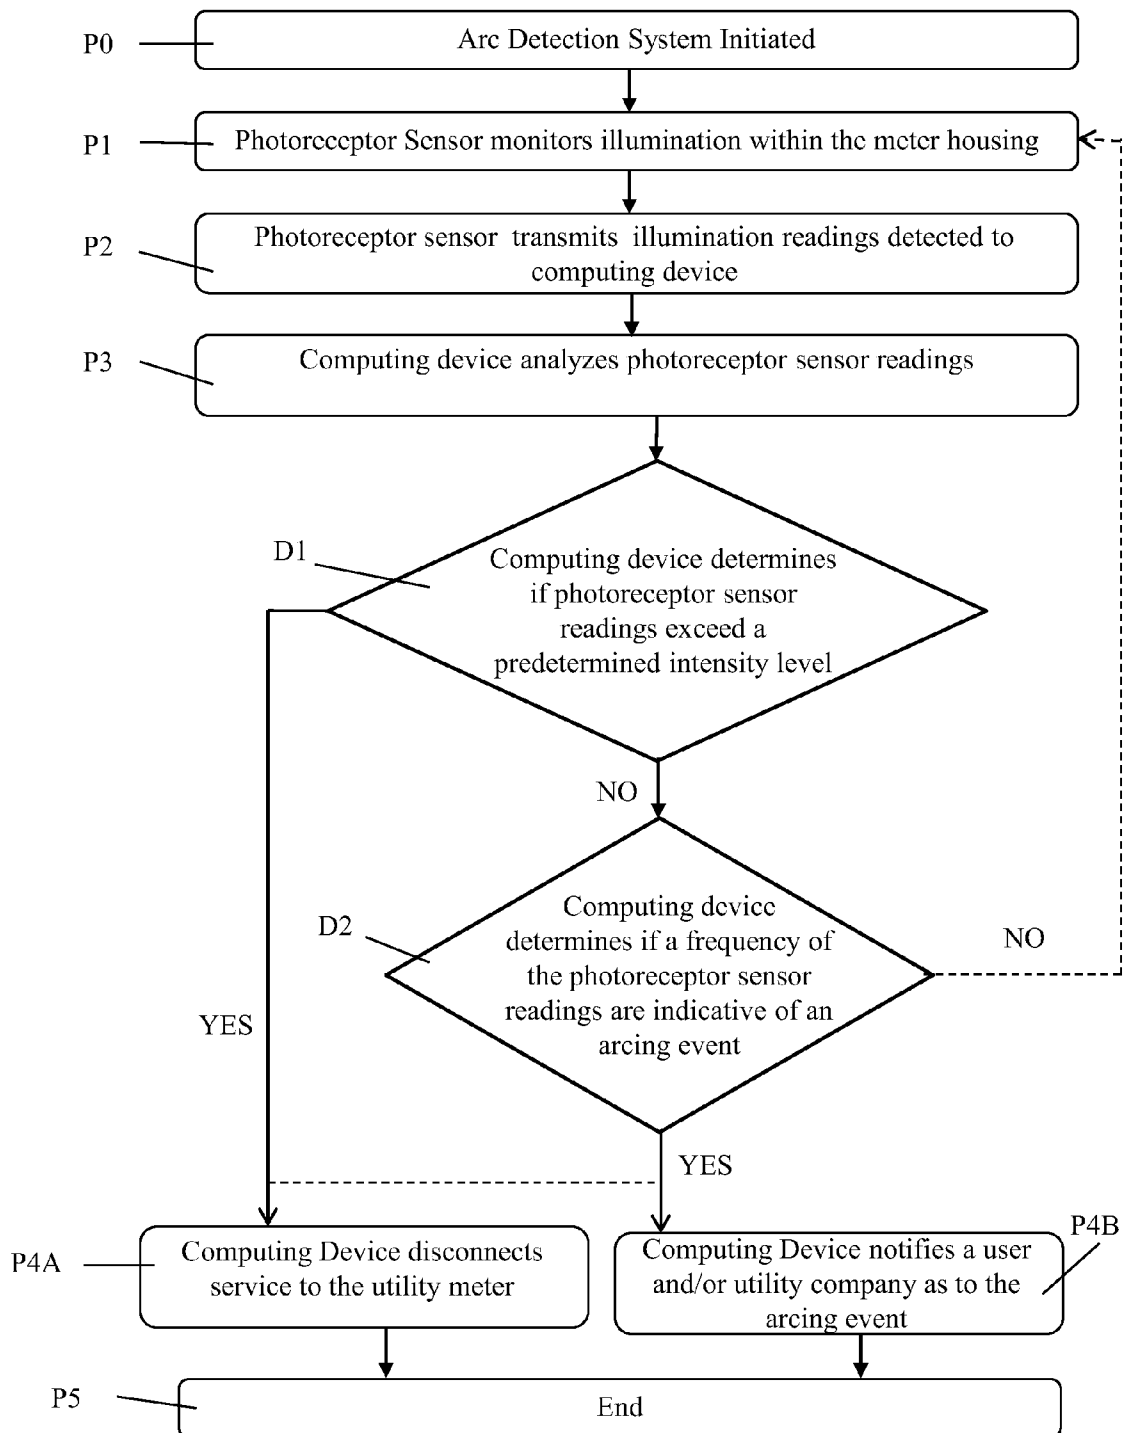 P0
Arc Detection System Initiated
P1
Photoreceptor Sensor monitors illumination within the meter housing
P2
Photoreceptor sensor transmits illumination readings detected to
computing device
P3
Computing device analyzes photoreceptor sensor readings
D1
Computing device determines
if photoreceptor sensor
readings exceed a
predetermined intensity level
NO
D2
Computing device
determines if a frequency of
the photoreceptor sensor
readings are indicative of an
arcing event
NO
YES
YES
P4A
Computing Device disconnects
service to the utility meter
P4B
Computing Device notifies a user
and/or utility company as to the
arcing event
P5
End